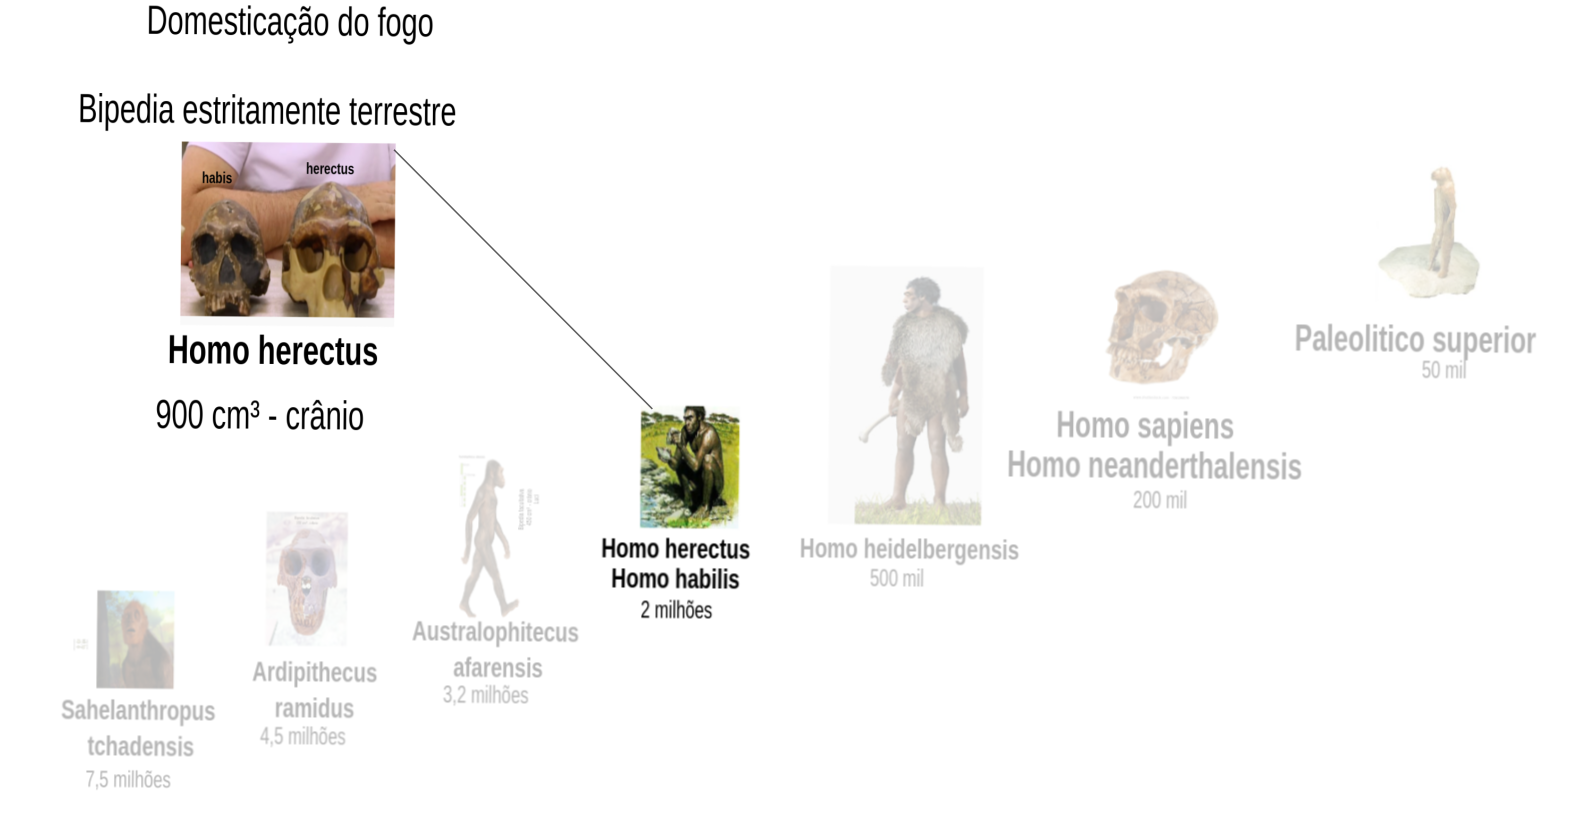 Domesticação do fogo
Bipedia estritamente terrestre
habis
herectus
Homo herectus
900 cm³ - crânio
Homo herectus
Homo habilis
2 milhões
Sahelanthropus
tchadensis
7,5 milhões
Ardipithecus
ramidus
4,5 milhões
Australophitecus
afarensis
3,2 milhões
Homo heidelbergensis
500 mil
Homo sapiens
Homo neanderthalensis
200 mil
Paleolitico superior
50 mil